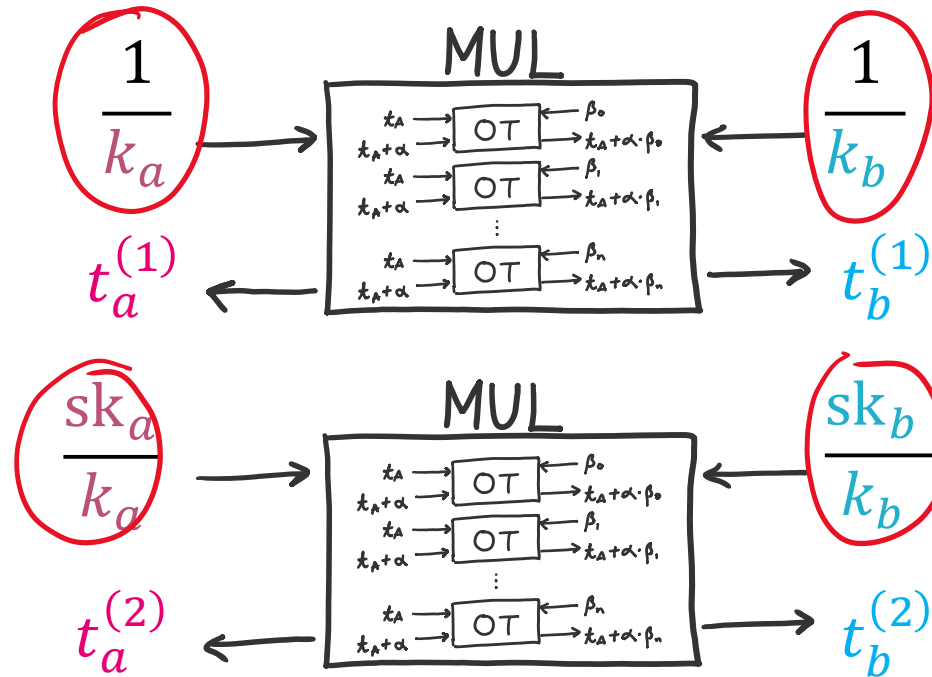 MUL
1
k_a
1
k_b
t_A
OT
β_0
t_A+α
t_A+α·β_0
t_A
OT
β_1
t_A+α
t_A+α·β_1
⋮
t_A
OT
β_n
t_A+α
t_A+α·β_n
t_a^(1)
t_b^(1)
MUL
sk_a
k_a
sk_b
k_b
t_A
OT
β_0
t_A+α
t_A+α·β_0
t_A
OT
β_1
t_A+α
t_A+α·β_1
⋮
t_A
OT
β_n
t_A+α
t_A+α·β_n
t_a^(2)
t_b^(2)